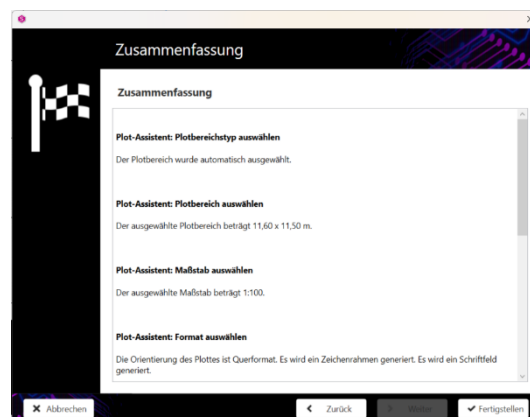 Zusammenfassung
Zusammenfassung
Plot-Assistent: Plotbereichstyp auswählen
Der Plotbereich wurde automatisch ausgewählt.
Plot-Assistent: Plotbereich auswählen
Der ausgewählte Plotbereich beträgt 11,60 x 11,50 m.
Plot-Assistent: Maßstab auswählen
Der ausgewählte Maßstab beträgt 1:100.
Plot-Assistent: Format auswählen
Die Orientierung des Plottes ist Querformat. Es wird ein Zeichenrahmen generiert. Es wird ein Schriftfeld
generiert.
Abbrechen
Zurück
Weiter
Fertigstellen